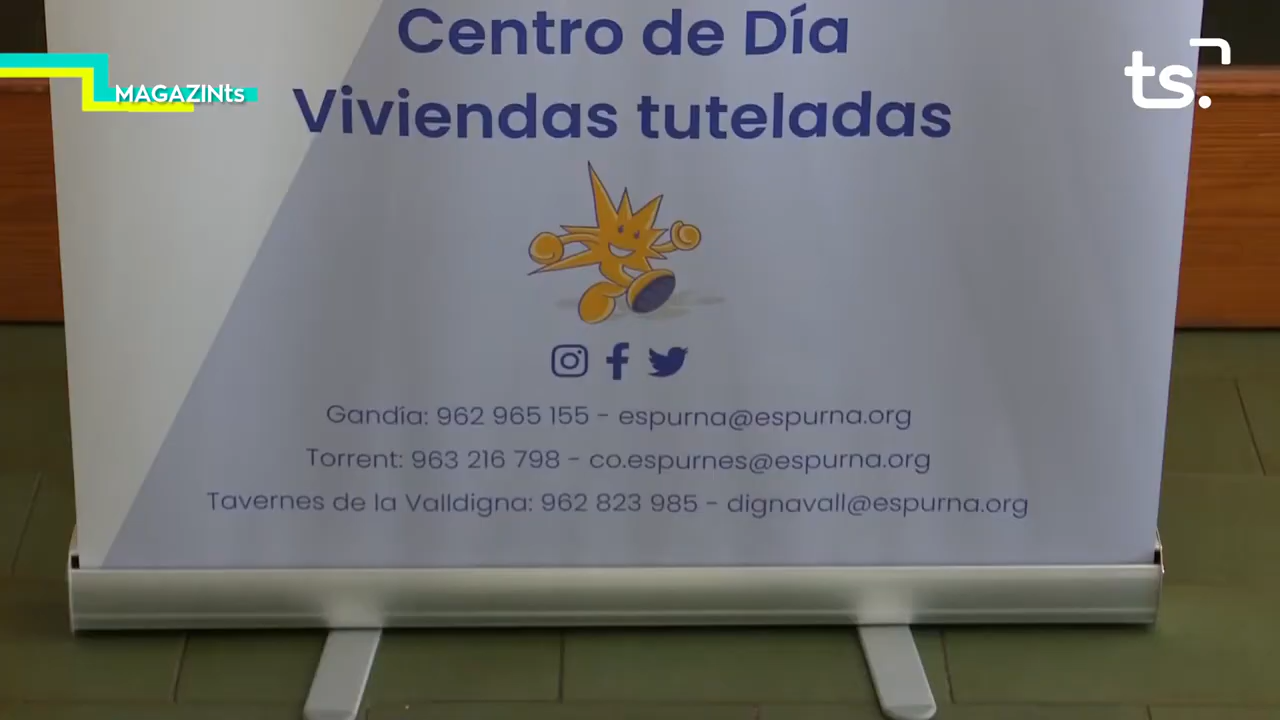 Centro de Día
Viviendas tuteladas
MAGAZINts
ts.
Gandía: 962 965 155 - espurna@espurna.org
Torrent: 963 216 798 - co.espurnes@espurna.org
Tavernes de la Valldigna: 962 823 985 - dignavall@espurna.org